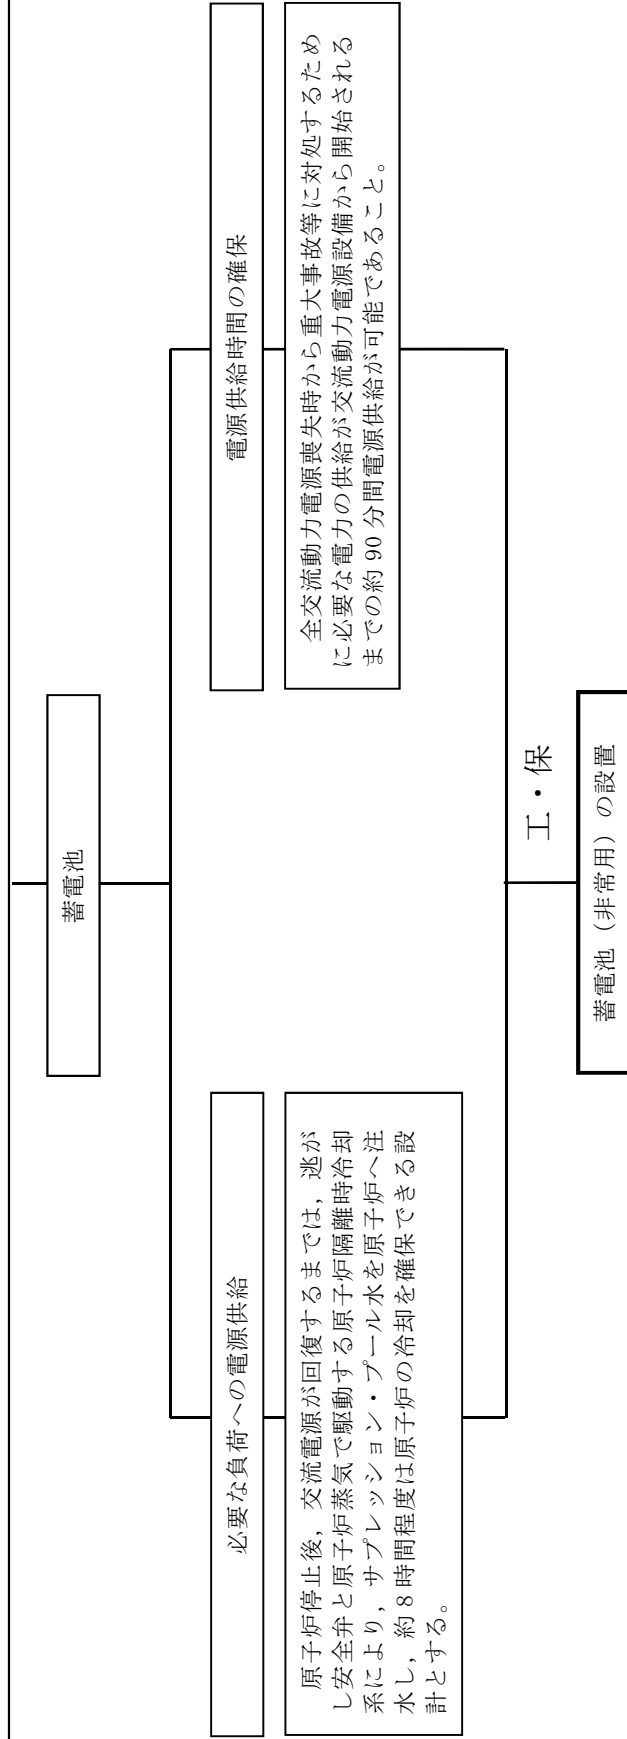 蓄電池
必要な負荷への電源供給
原子炉停止後，交流電源が回復するまでは，逃が
し安全弁と原子炉蒸気で駆動する原子炉隔離時冷却
系により，サプレッション・プール水を原子炉へ注
水し，約 8 時間程度は原子炉の冷却を確保できる設
計とする。
電源供給時間の確保
全交流動力電源喪失時から重大事故等に対処するため
に必要な電力の供給が交流動力電源設備から開始される
までの約 90 分間電源供給が可能であること。
工・保
蓄電池（非常用）の設置